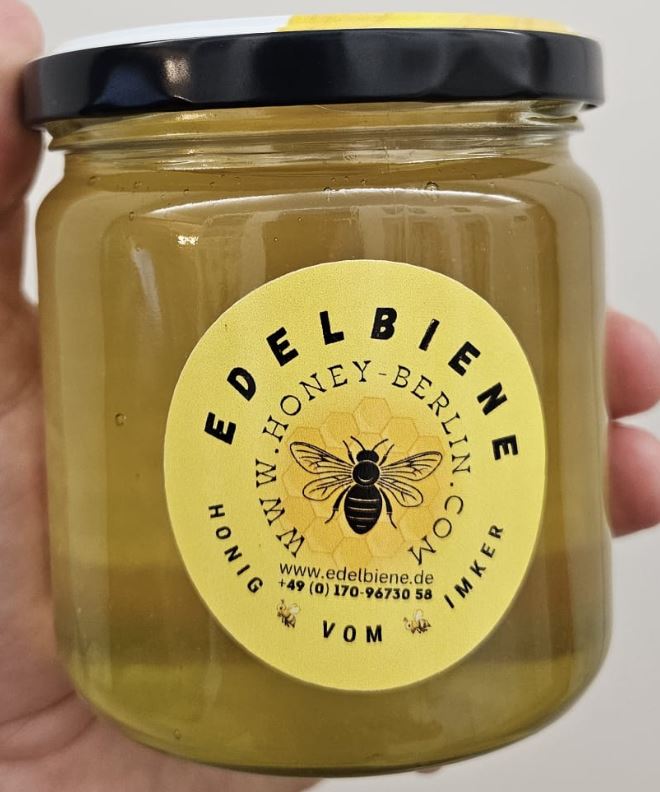 EDELBIENE
WWW.HONEY-BERLIN.COM
www.edelbiene.de
+49 (0) 170-96730 58
HONIG VOM IMKER